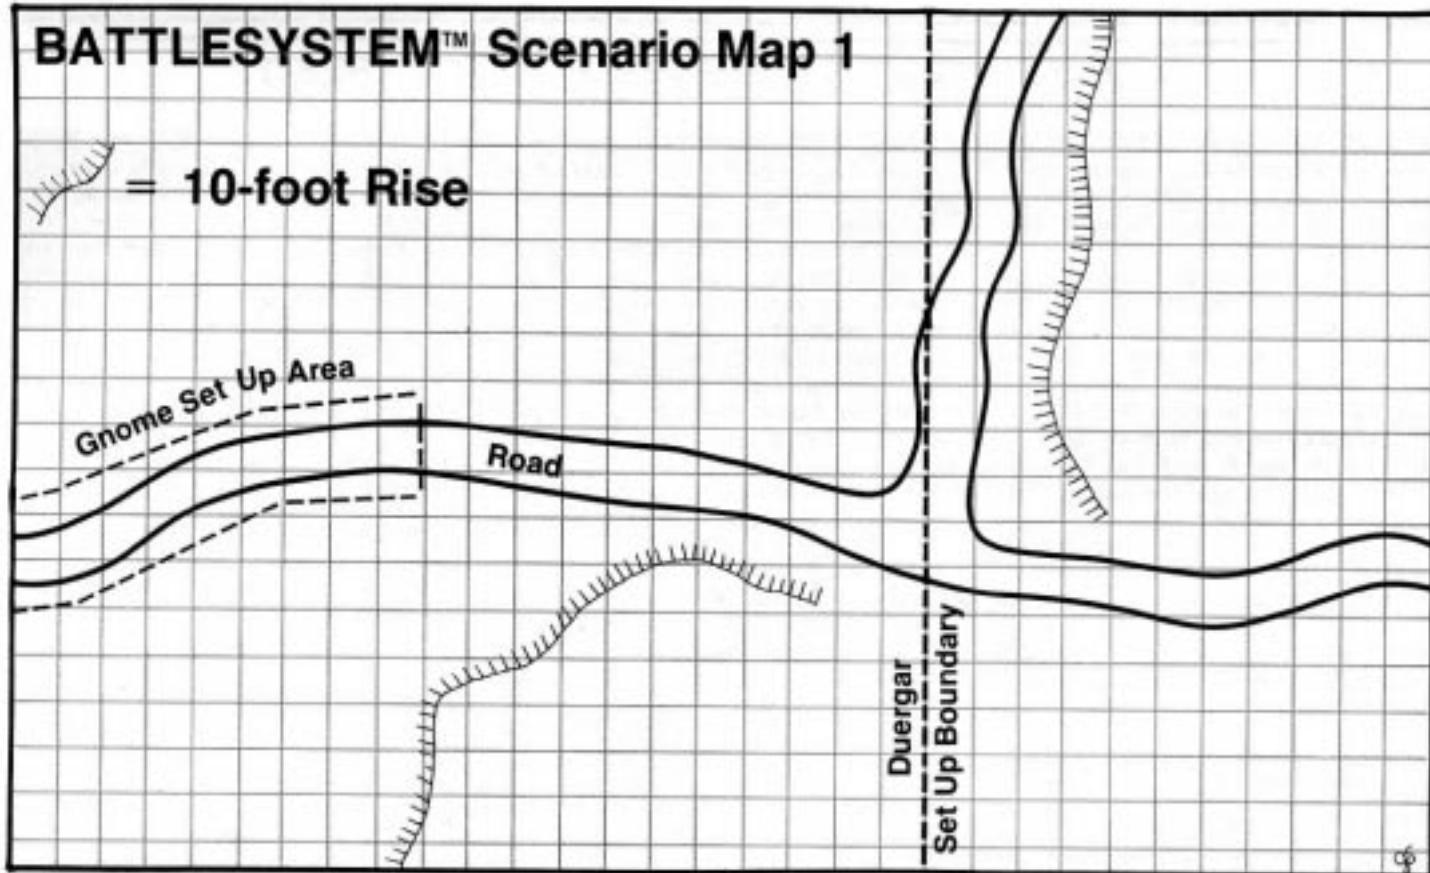 BATTLESYSTEM™ Scenario Map 1
= 10-foot Rise
Gnome Set Up Area
Road
Duergar
Set Up Boundary